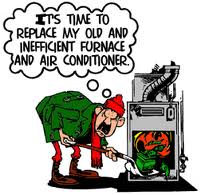 IT'S TIME TO
REPLACE MY OLD AND
INEFFICIENT FURNACE
AND AIR CONDITIONER.